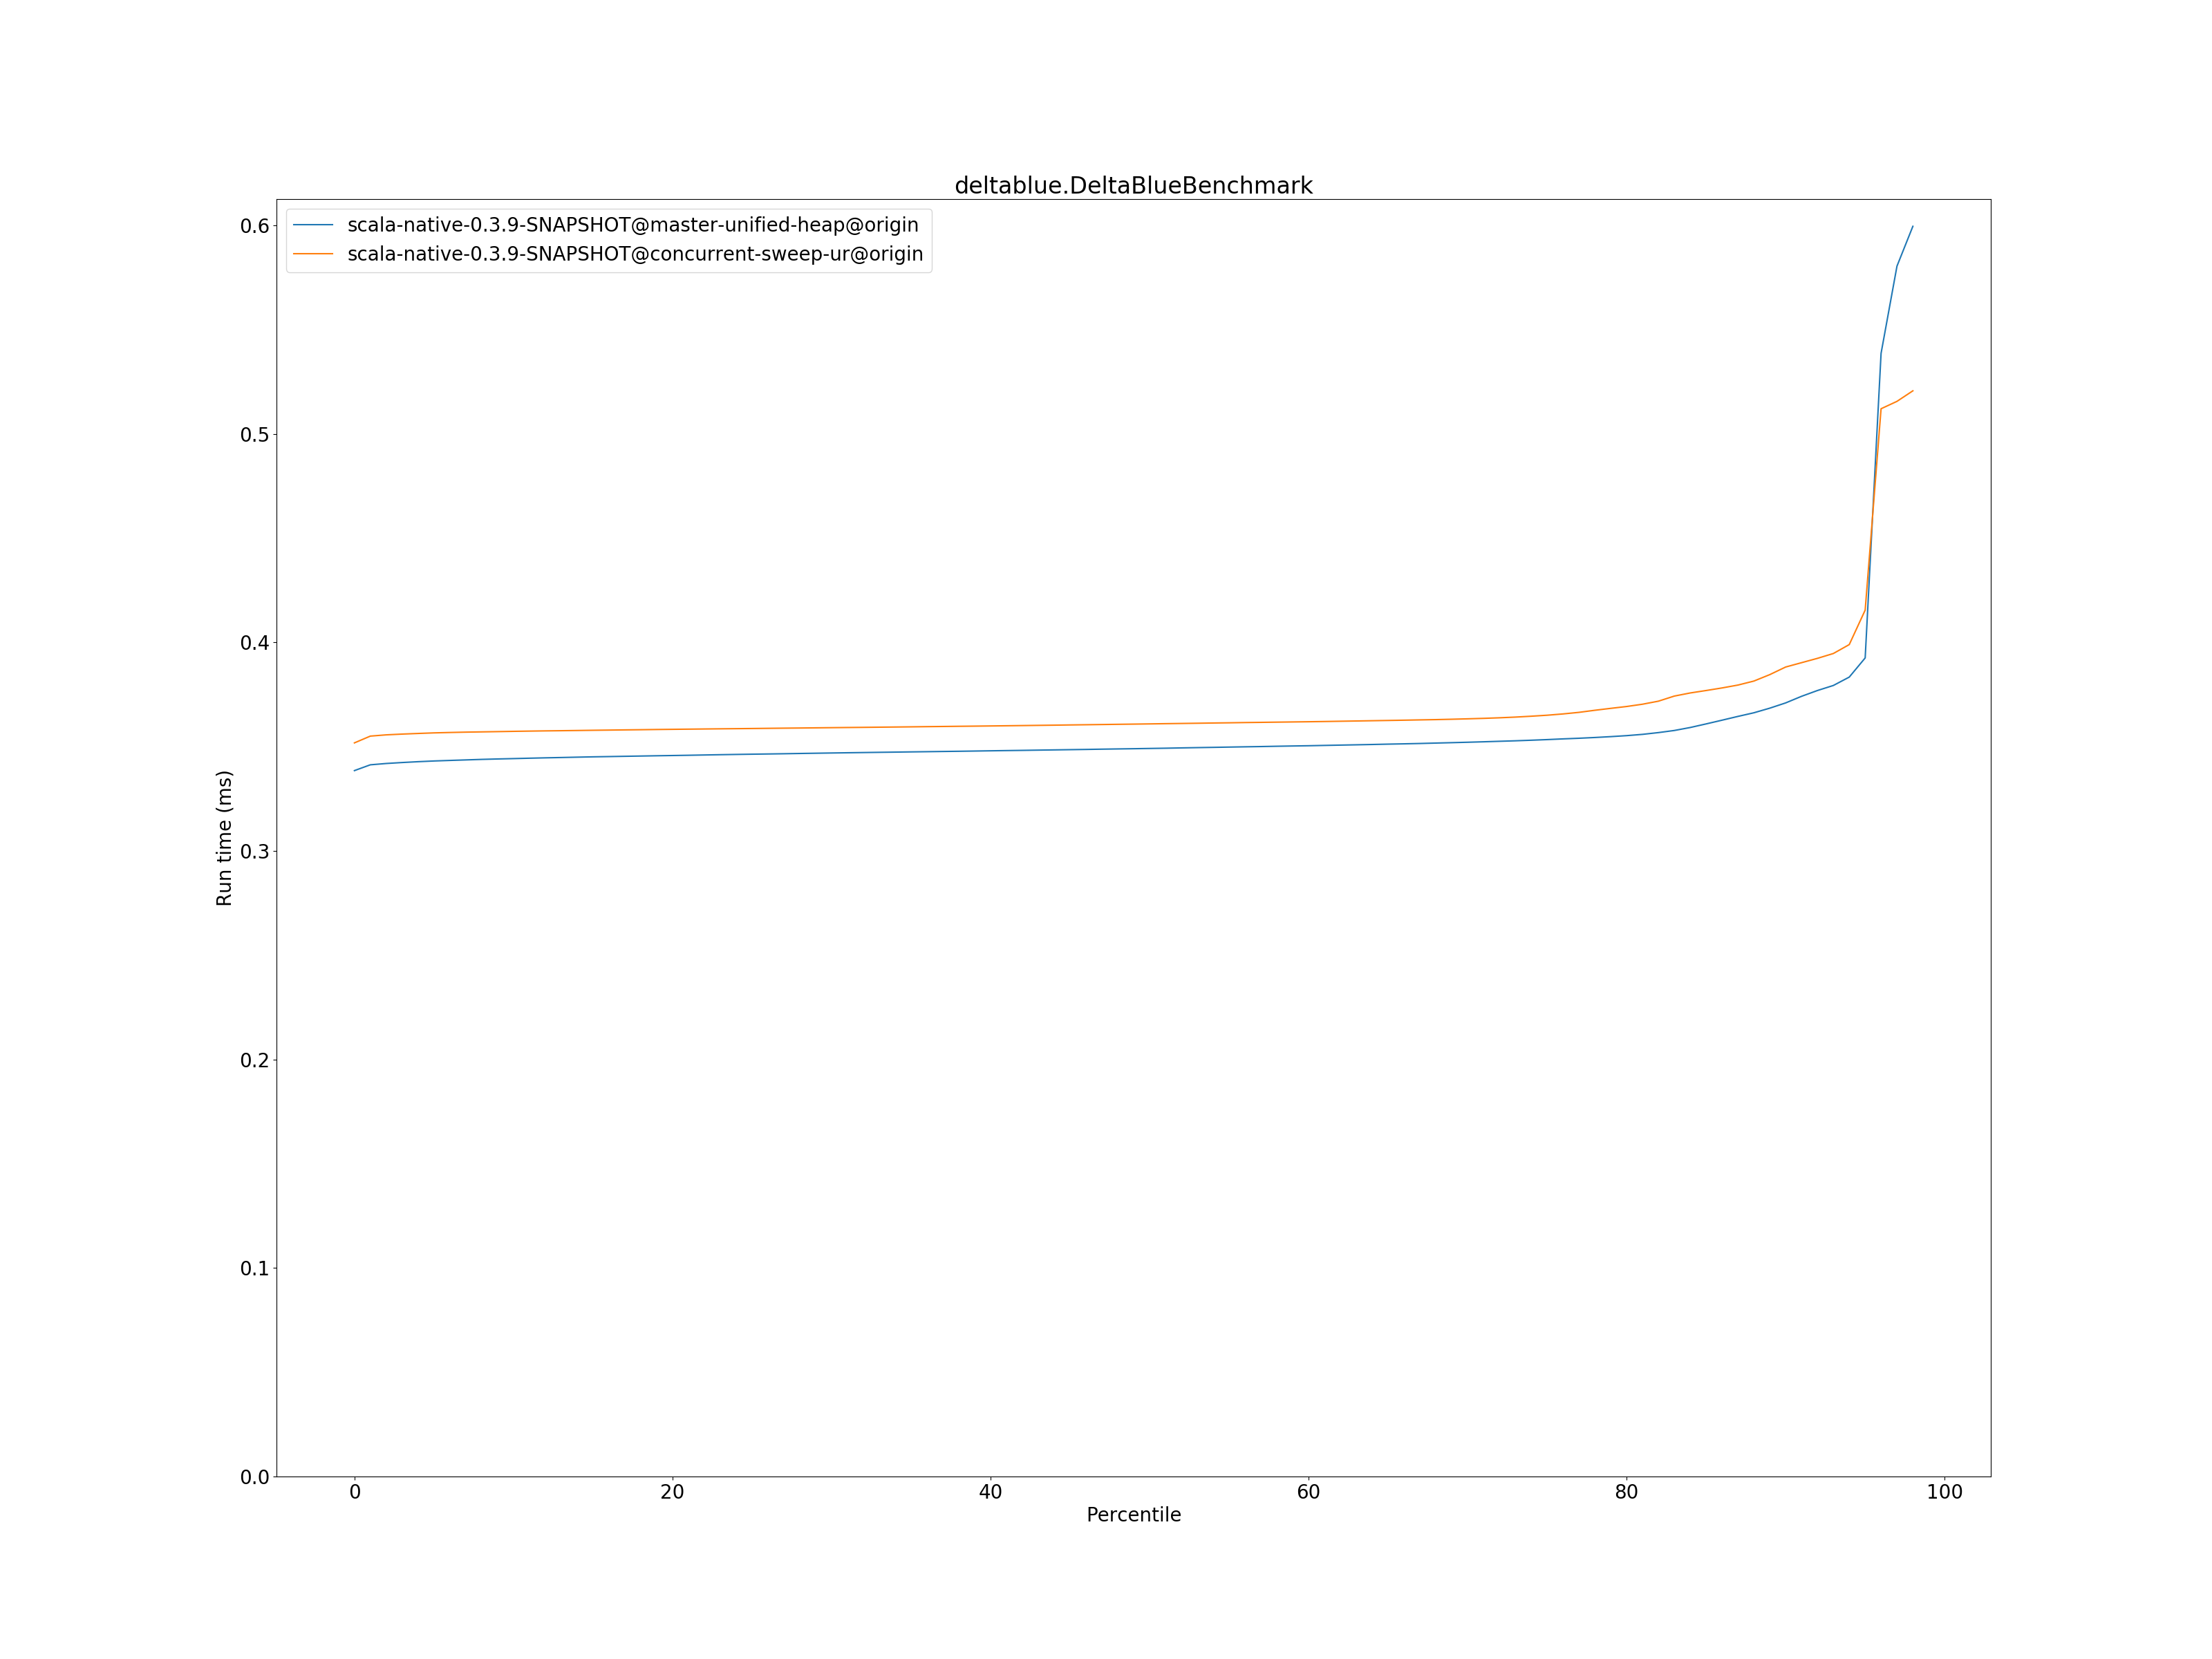 deltablue.DeltaBlueBenchmark
scala-native-0.3.9-SNAPSHOT@master-unified-heap@origin
scala-native-0.3.9-SNAPSHOT@concurrent-sweep-ur@origin
0.6
0.5
0.4
0.3
0.2
0.1
0.0
Run time (ms)
0 20 40 60 80 100
Percentile